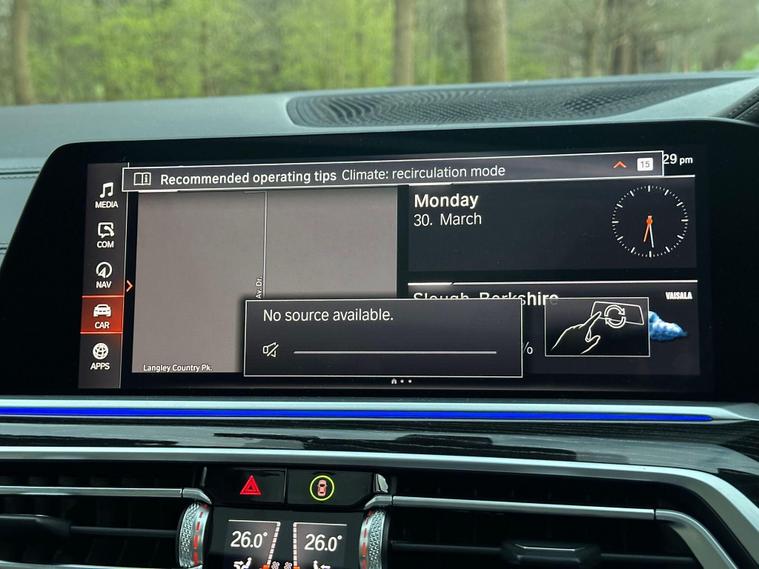 Recommended operating tips Climate: recirculation mode
15
29 pm
MEDIA
COM
NAV
CAR
APPS
Av. Dr.
Langley Country Pk.
Monday
30. March
Slough, Berkshire
VAISALA
%
No source available.
26.0°
26.0°